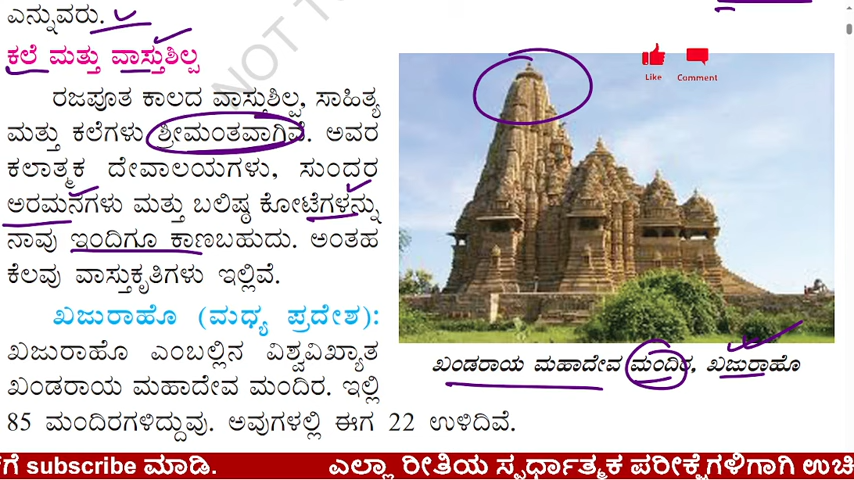 ಎನ್ನುವರು.
ಕಲೆ ಮತ್ತು ವಾಸ್ತುಶಿಲ್ಪ
ರಜಪೂತ ಕಾಲದ ವಾಸ್ತುಶಿಲ್ಪ, ಸಾಹಿತ್ಯ
ಮತ್ತು ಕಲೆಗಳು ಶ್ರೀಮಂತವಾಗಿವೆ. ಅವರ
ಕಲಾತ್ಮಕ ದೇವಾಲಯಗಳು, ಸುಂದರ
ಅರಮನೆಗಳು ಮತ್ತು ಬಲಿಷ್ಠ ಕೋಟೆಗಳನ್ನು
ನಾವು ಇಂದಿಗೂ ಕಾಣಬಹುದು. ಅಂತಹ
ಕೆಲವು ವಾಸ್ತುಕೃತಿಗಳು ಇಲ್ಲಿವೆ.
ಖಜುರಾಹೊ (ಮಧ್ಯ ಪ್ರದೇಶ):
ಖಜುರಾಹೊ ಎಂಬಲ್ಲಿನ ವಿಶ್ವವಿಖ್ಯಾತ
ಖಂಡರಾಯ ಮಹಾದೇವ ಮಂದಿರ. ಇಲ್ಲಿ
85 ಮಂದಿರಗಳಿದ್ದುವು. ಅವುಗಳಲ್ಲಿ ಈಗ 22 ಉಳಿದಿವೆ.
NOT T
Like Comment
ಖಂಡರಾಯ ಮಹಾದೇವ ಮಂದಿರ, ಖಜುರಾಹೊ
ಗೆ subscribe ಮಾಡಿ. ಎಲ್ಲಾ ರೀತಿಯ ಸ್ಪರ್ಧಾತ್ಮಕ ಪರೀಕ್ಷೆಗಳಿಗಾಗಿ ಉಚಿ